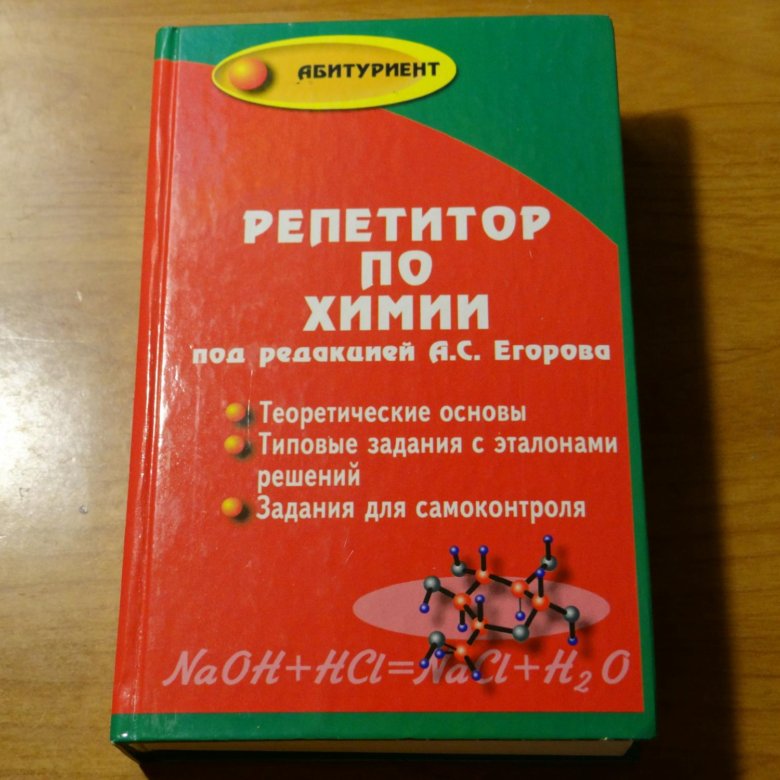 АБИТУРИЕНТ
РЕПЕТИТОР
ПО
ХИМИИ
под редакцией А.С. Егорова
Теоретические основы
Типовые задания с эталонами
решений
Задания для самоконтроля
NaOH+HCl=NaCl+H₂O